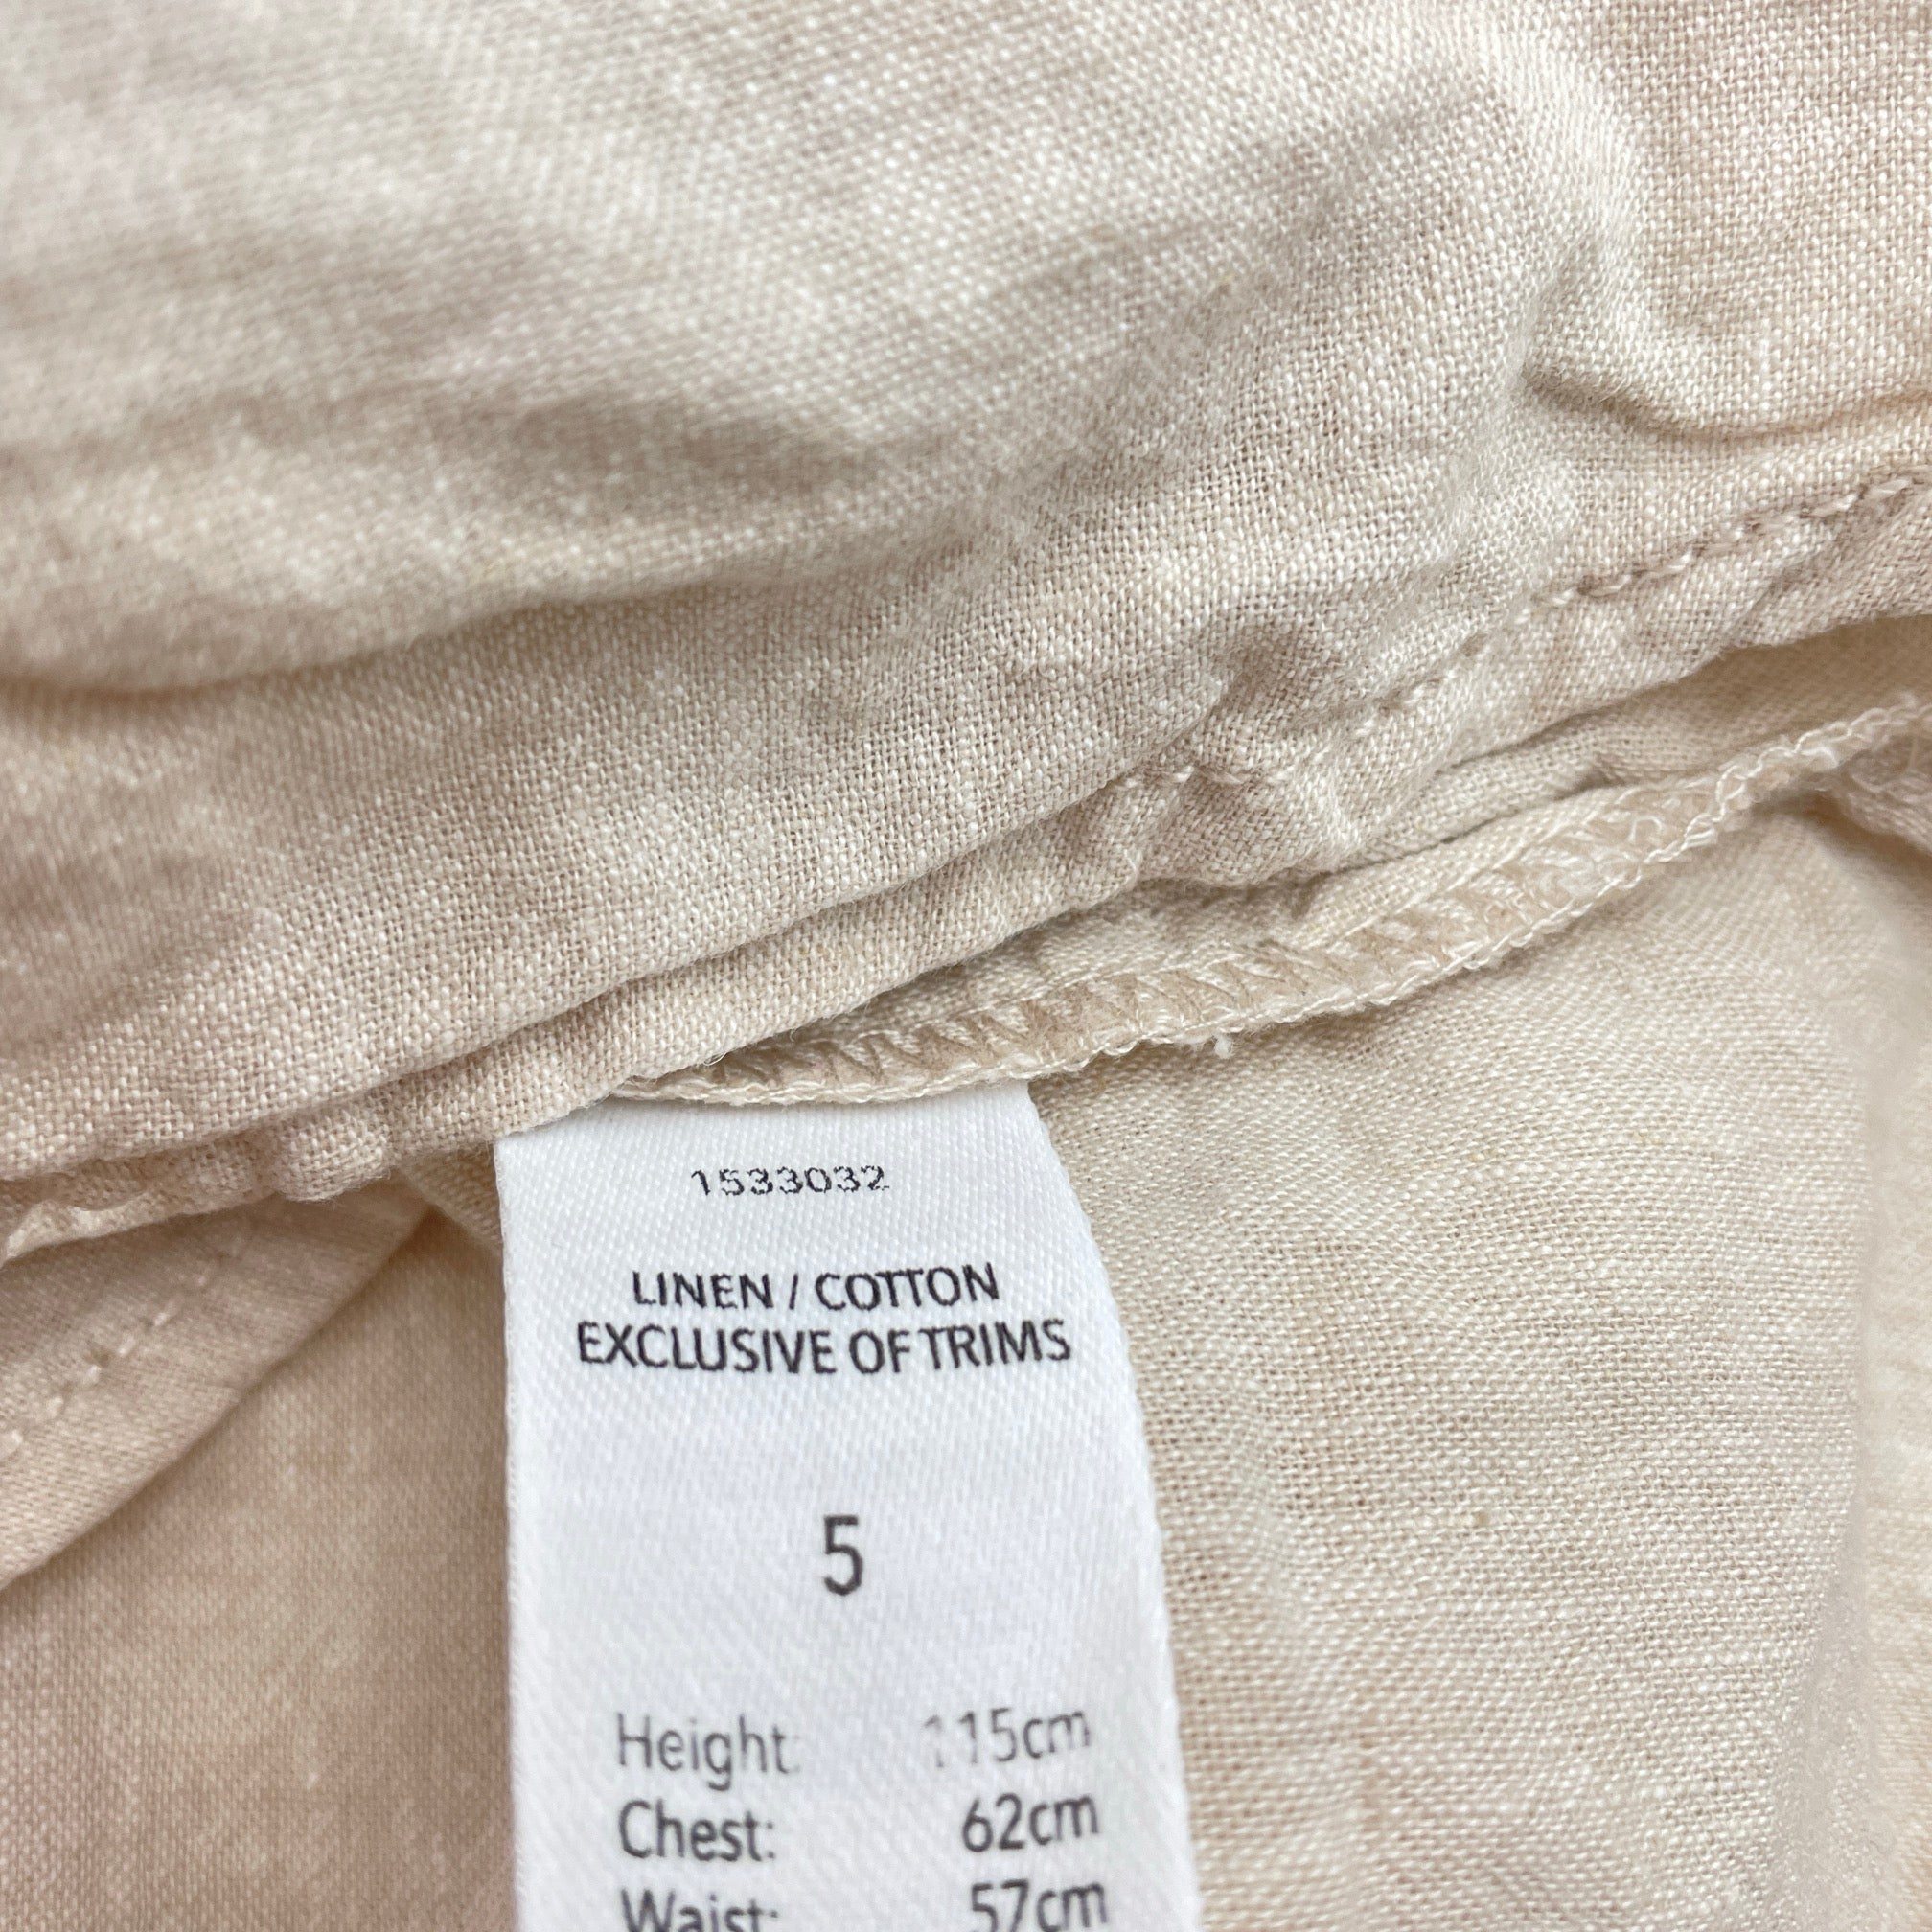 1533032
LINEN / COTTON
EXCLUSIVE OF TRIMS
5
Height: 115cm
Chest: 62cm
Waist: 57cm